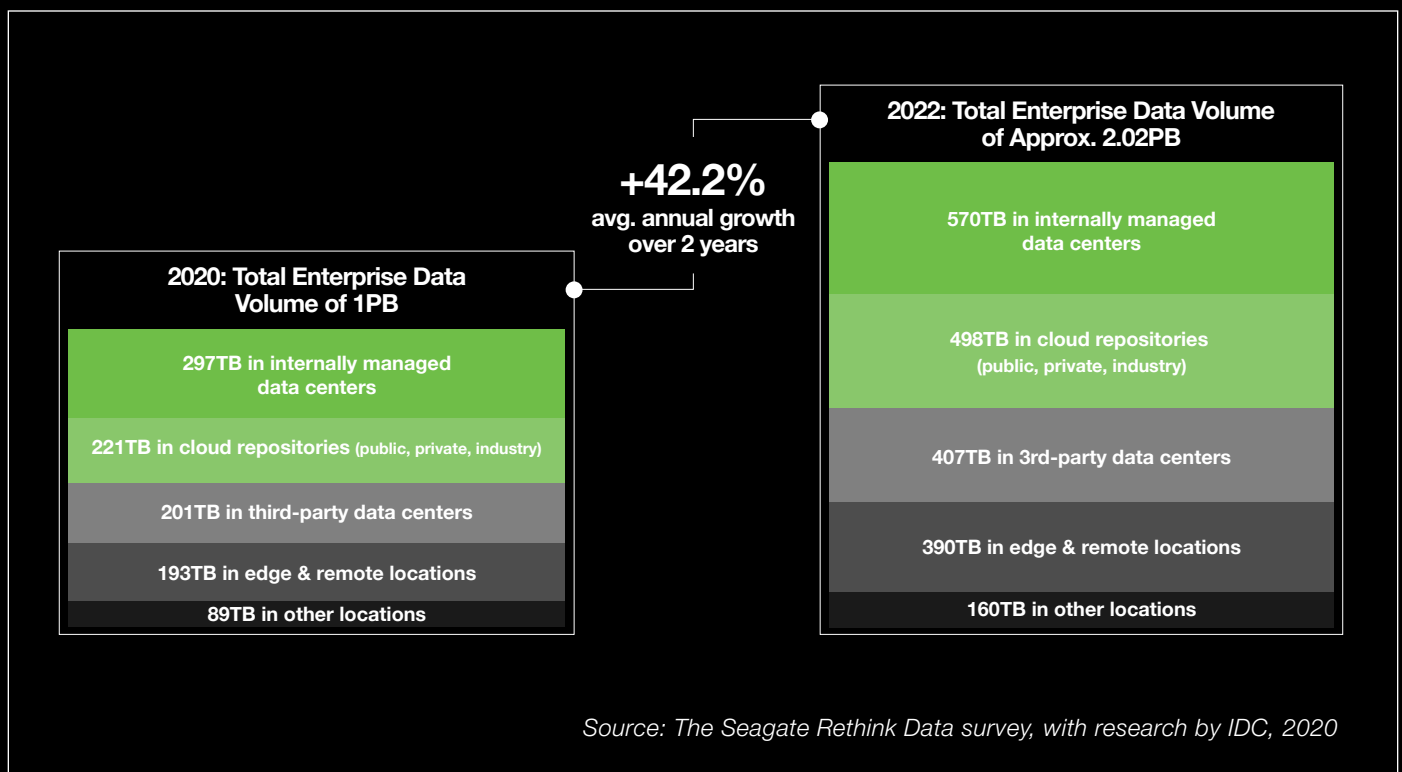 2020: Total Enterprise Data
Volume of 1PB
297TB in internally managed
data centers
221TB in cloud repositories (public, private, industry)
201TB in third-party data centers
193TB in edge & remote locations
89TB in other locations
+42.2%
avg. annual growth
over 2 years
2022: Total Enterprise Data Volume
of Approx. 2.02PB
570TB in internally managed
data centers
498TB in cloud repositories
(public, private, industry)
407TB in 3rd-party data centers
390TB in edge & remote locations
160TB in other locations
Source: The Seagate Rethink Data survey, with research by IDC, 2020